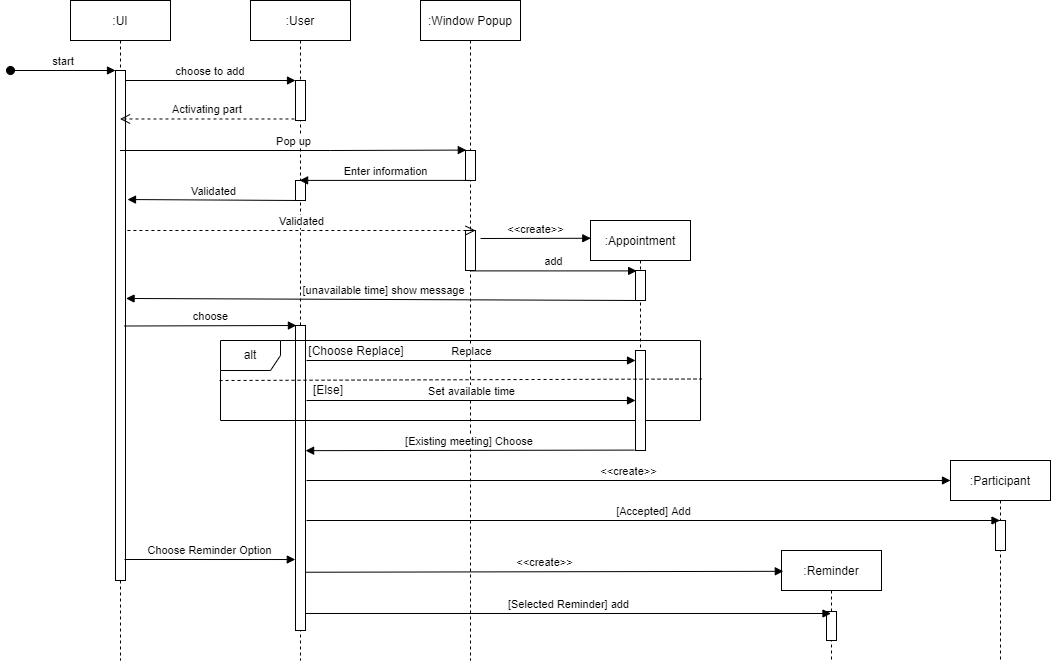 :UI
:User
:Window Popup
start
choose to add
Activating part
Pop up
Enter information
Validated
Validated
<<create>>
:Appointment
add
[unavailable time] show message
choose
alt
[Choose Replace]
Replace
[Else]
Set available time
[Existing meeting] Choose
<<create>>
:Participant
[Accepted] Add
Choose Reminder Option
<<create>>
:Reminder
[Selected Reminder] add